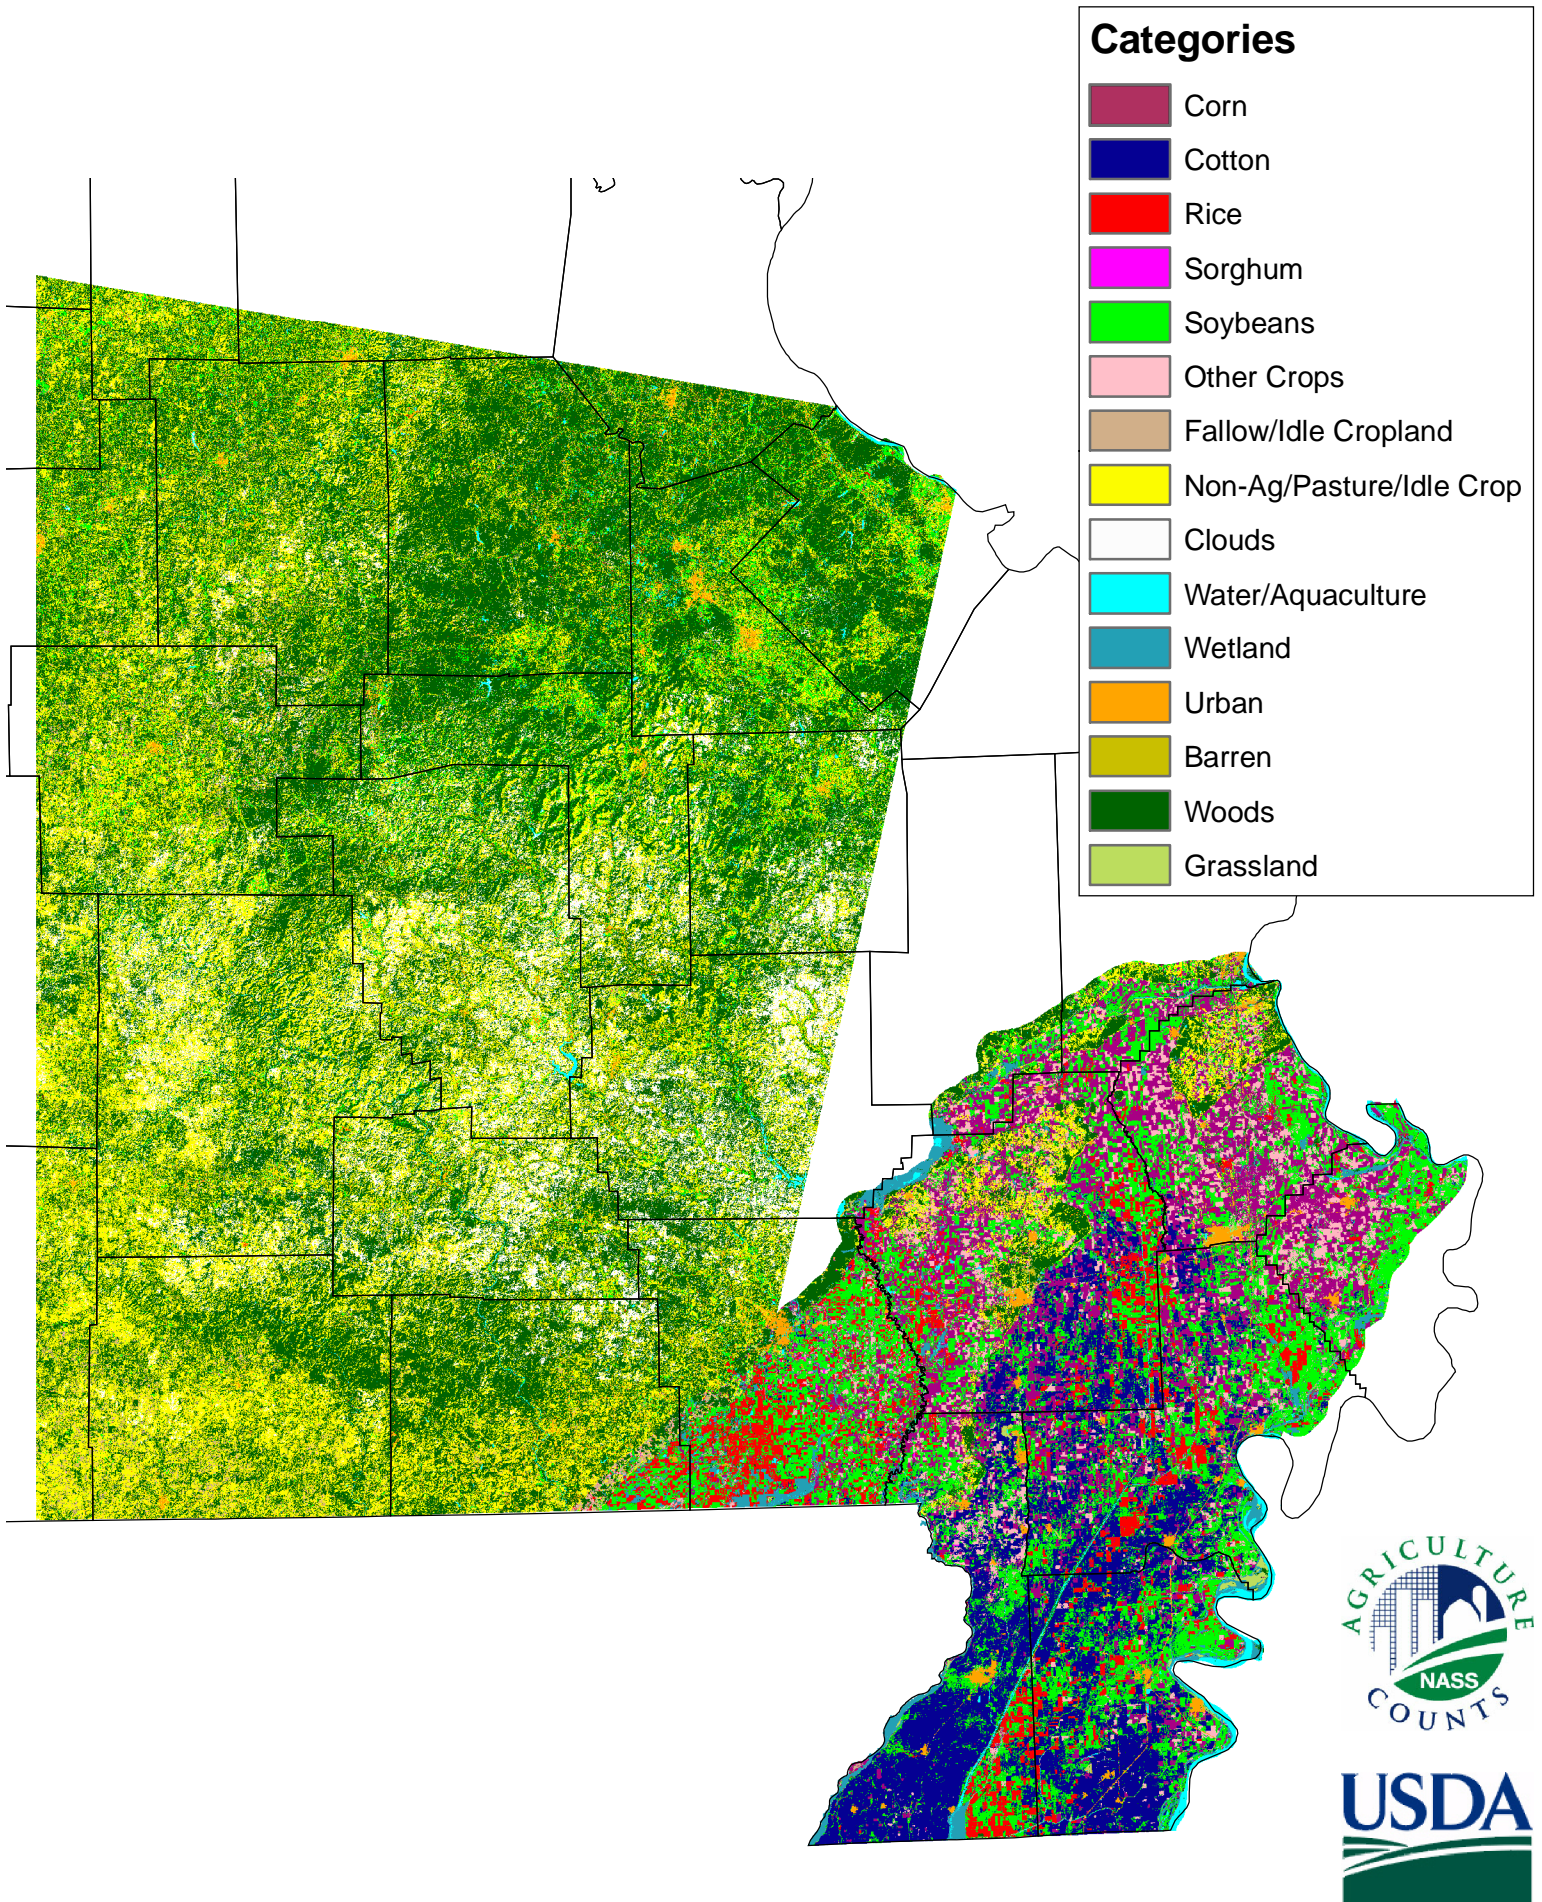 Categories
Corn
Cotton
Rice
Sorghum
Soybeans
Other Crops
Fallow/Idle Cropland
Non-Ag/Pasture/Idle Crop
Clouds
Water/Aquaculture
Wetland
Urban
Barren
Woods
Grassland
AGRICULTURE
NASS
COUNTS
USDA